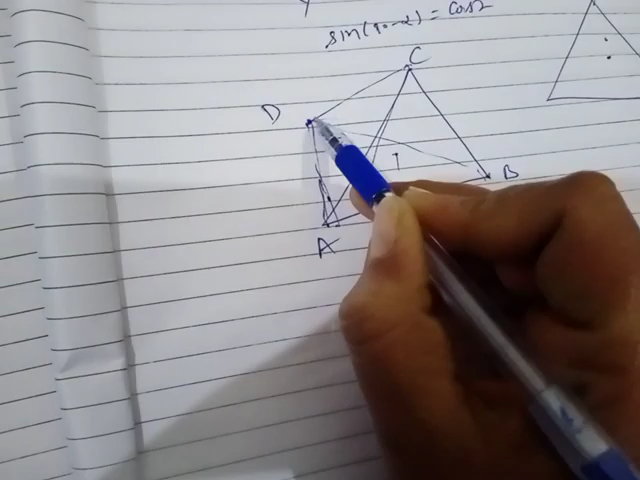 sin(90-α) = cosα
C
D
B
A